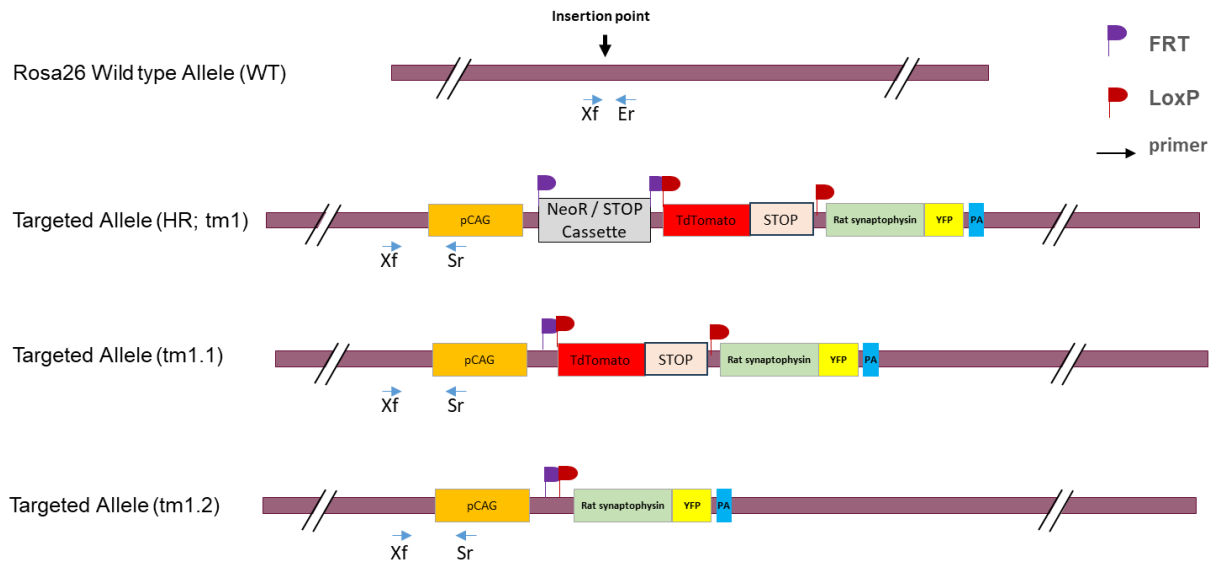 Insertion point
FRT
Rosa26 Wild type Allele (WT)
LoxP
Xf Er
primer
Targeted Allele (HR; tm1)
pCAG
NeoR / STOP
Cassette
TdTomato
STOP
Rat synaptophysin
YFP
PA
Xf
Sr
Targeted Allele (tm1.1)
pCAG
TdTomato
STOP
Rat synaptophysin
YFP
PA
Xf
Sr
Targeted Allele (tm1.2)
pCAG
Rat synaptophysin
YFP
PA
Xf
Sr